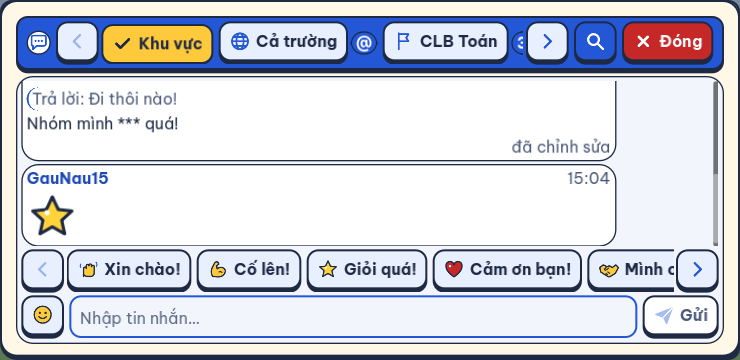 Khu vực
Cả trường
@
CLB Toán
Đóng
Trả lời: Đi thôi nào!
Nhóm mình *** quá!
đã chỉnh sửa
GauNau15
15:04
Xin chào!
Cố lên!
Giỏi quá!
Cảm ơn bạn!
Mình
Nhập tin nhắn...
Gửi